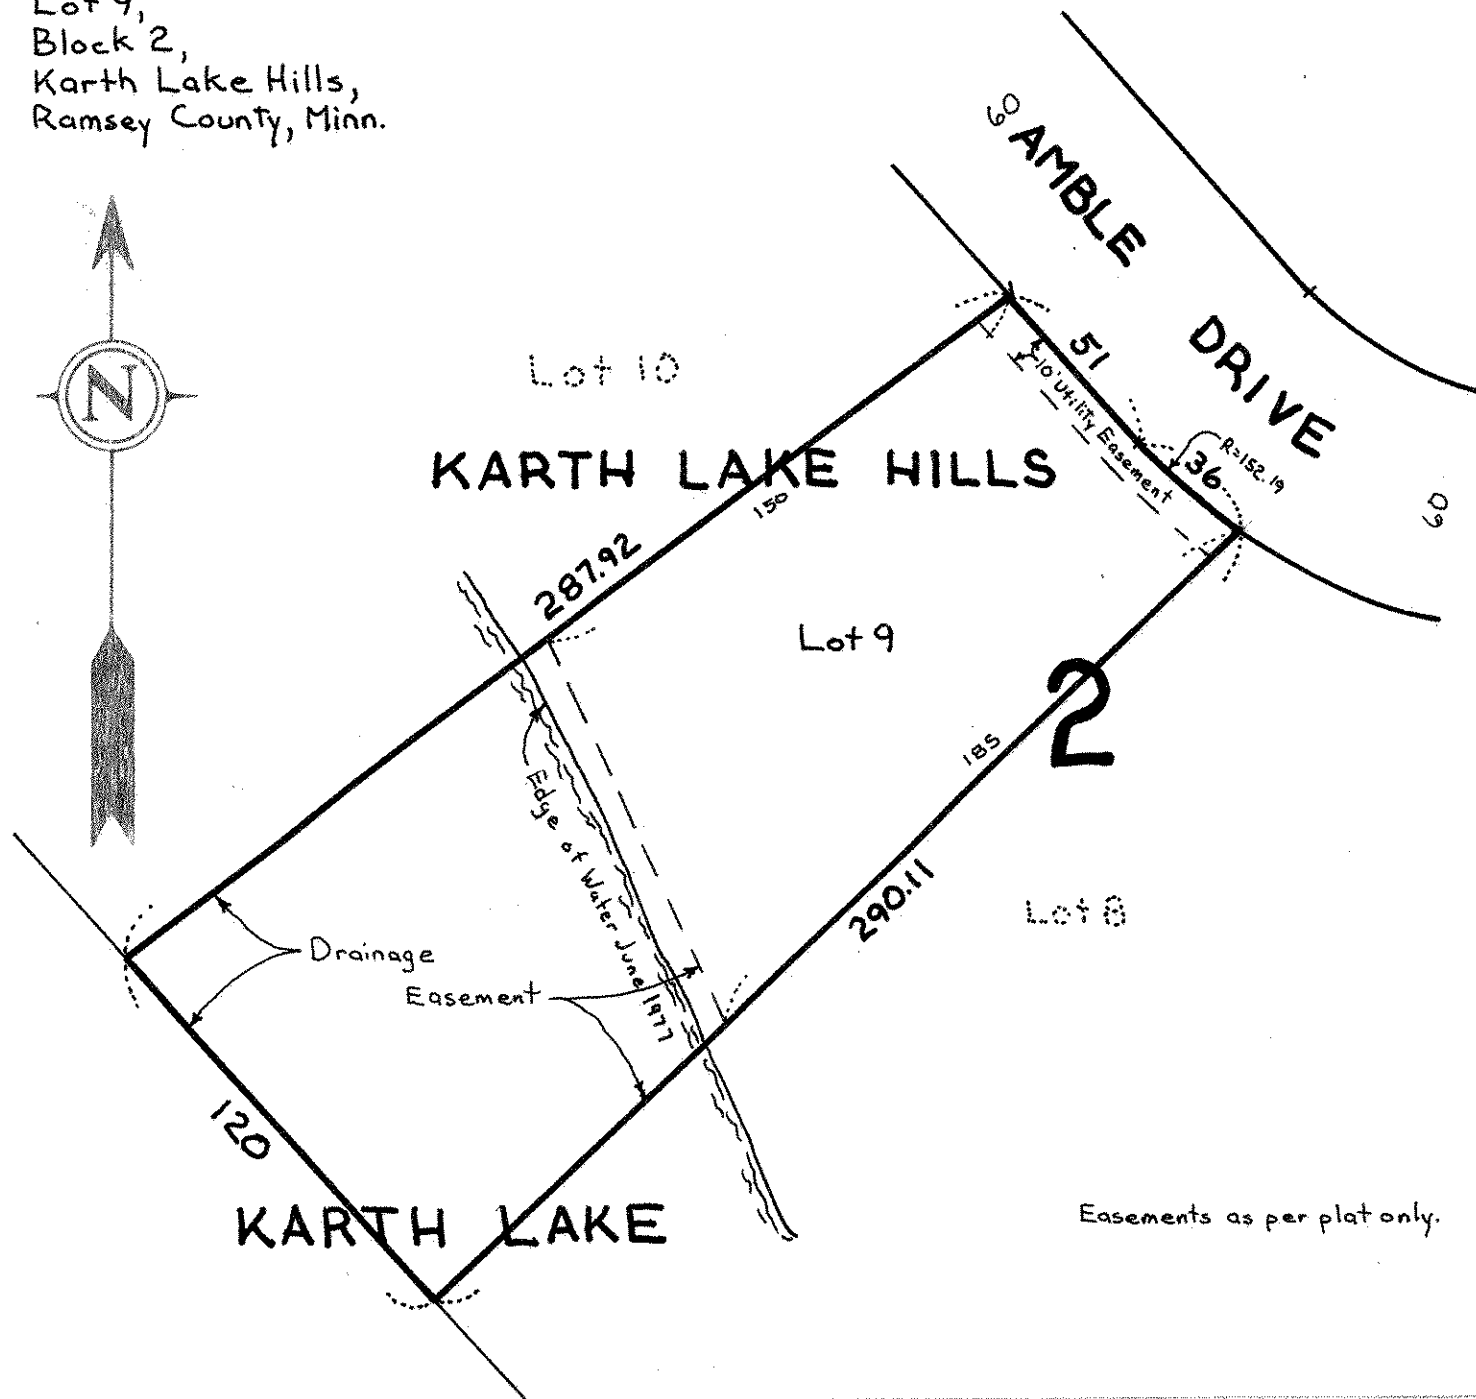 Lot 9,
Block 2,
Karth Lake Hills,
Ramsey County, Minn.
60
AMBLE
DRIVE
N
Lot 10
51
10' Utility Easement
R=152.19
36
KARTH LAKE HILLS
150
60
287.92
Lot 9
2
185
Edge of Water June 1977
290.11
Lot 8
Drainage
Easement
120
KARTH LAKE
Easements as per plat only.